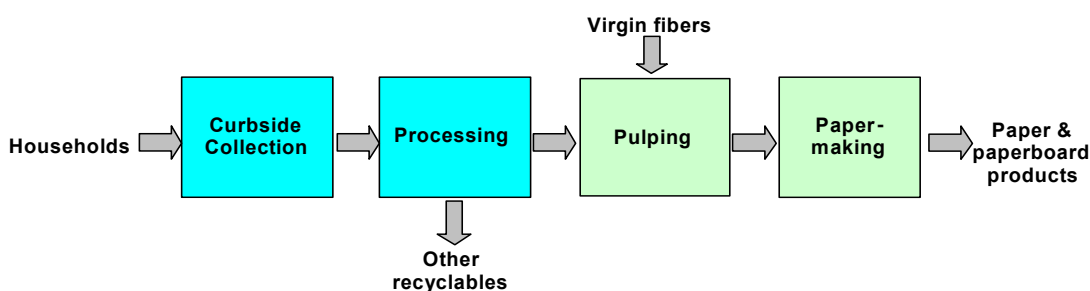 Virgin fibers
Households
Curbside
Collection
Processing
Pulping
Paper-
making
Paper &
paperboard
products
Other
recyclables